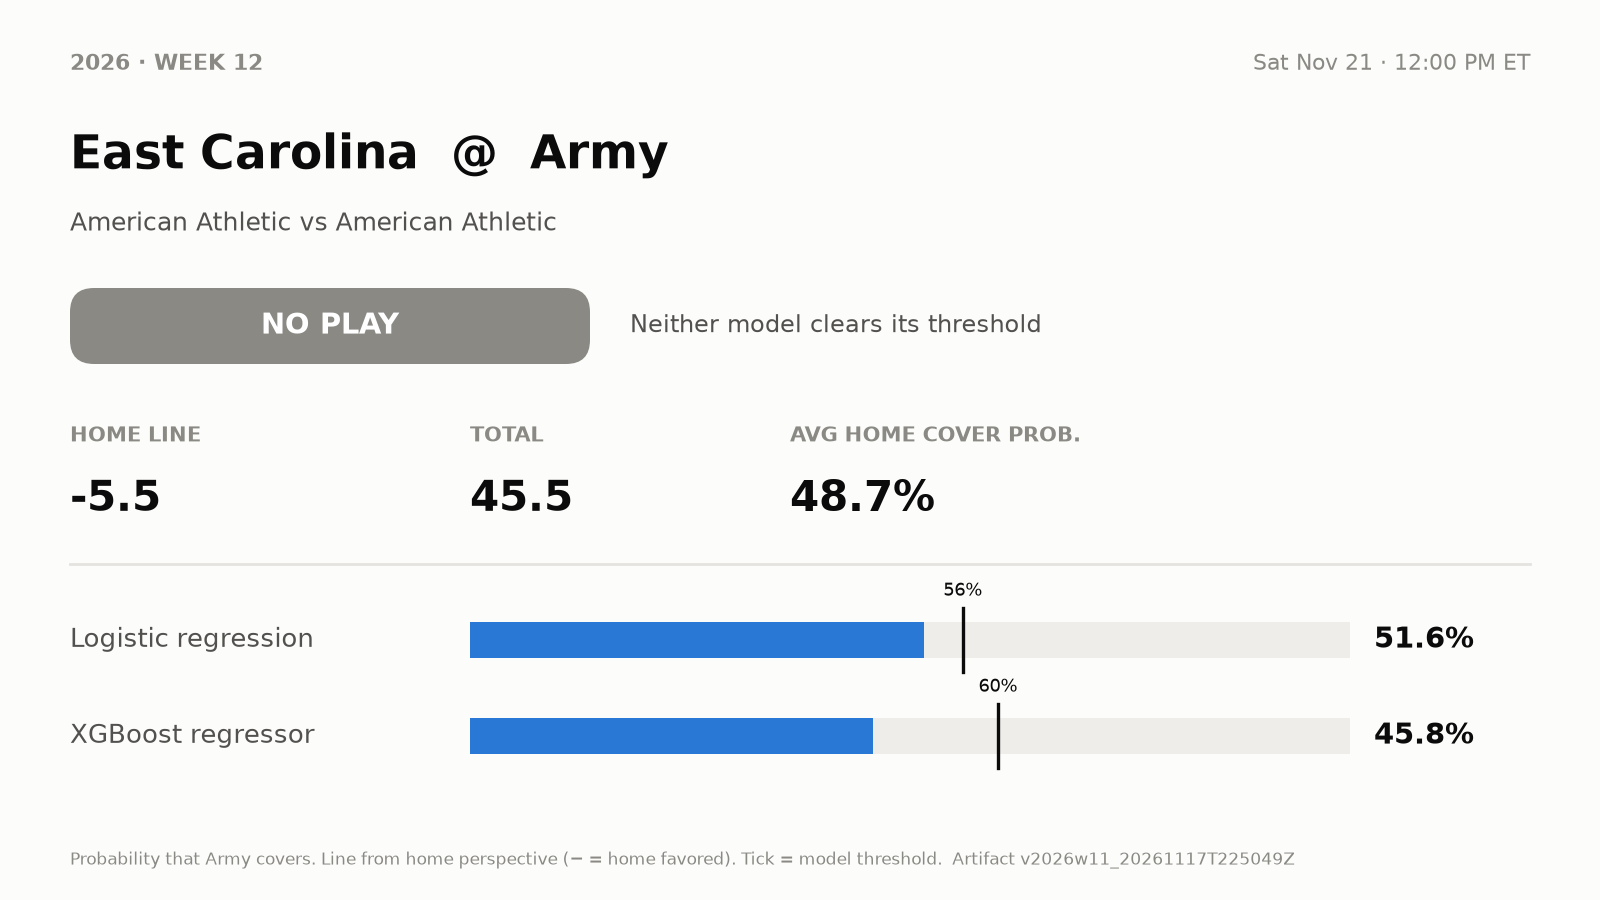 2026 · WEEK 12
Sat Nov 21 · 12:00 PM ET
East Carolina @ Army
American Athletic vs American Athletic
NO PLAY
Neither model clears its threshold
HOME LINE
TOTAL
AVG HOME COVER PROB.
-5.5
45.5
48.7%
56%
Logistic regression
51.6%
60%
XGBoost regressor
45.8%
Probability that Army covers. Line from home perspective (− = home favored). Tick = model threshold. Artifact v2026w11_20261117T225049Z